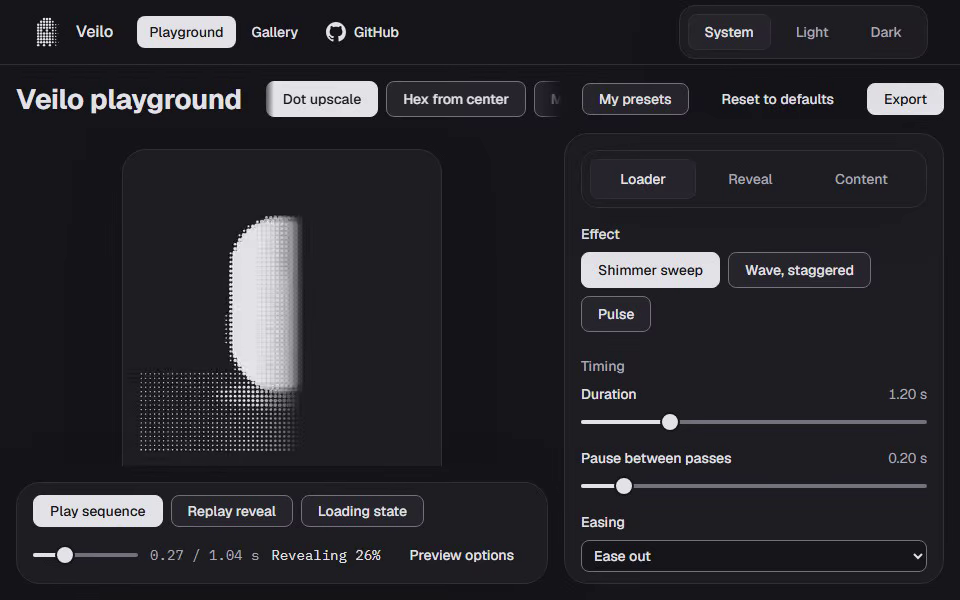 Veilo
Playground
Gallery
GitHub
System
Light
Dark
Veilo playground
Dot upscale
Hex from center
My presets
Reset to defaults
Export
Loader
Reveal
Content
Effect
Shimmer sweep
Wave, staggered
Pulse
Timing
Duration 1.20 s
Pause between passes 0.20 s
Easing
Ease out
Play sequence
Replay reveal
Loading state
0.27 / 1.04 s Revealing 26% Preview options